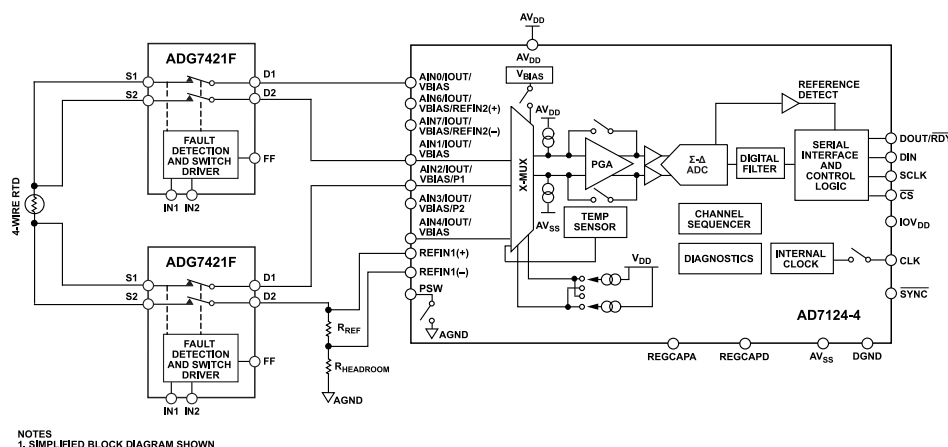 AVDD
AVDD
ADG7421F
S1
D1
S2
D2
FAULT
DETECTION
AND SWITCH
DRIVER
FF
IN1 IN2
4-WIRE RTD
ADG7421F
S1
D1
S2
D2
FAULT
DETECTION
AND SWITCH
DRIVER
FF
IN1 IN2
RREF
RHEADROOM
AGND
AIN0/IOUT/
VBIAS
AIN6/IOUT/
VBIAS/REFIN2(+)
AIN7/IOUT/
VBIAS/REFIN2(−)
AIN1/IOUT/
VBIAS
AIN2/IOUT/
VBIAS/P1
AIN3/IOUT/
VBIAS/P2
AIN4/IOUT/
VBIAS
REFIN1(+)
REFIN1(−)
PSW
AGND
VBIAS
AVDD
X-MUX
PGA
AVSS
TEMP
SENSOR
VDD
Σ-Δ
ADC
DIGITAL
FILTER
REFERENCE
DETECT
SERIAL
INTERFACE
AND
CONTROL
LOGIC
CHANNEL
SEQUENCER
DIAGNOSTICS
INTERNAL
CLOCK
DOUT/RDY
DIN
SCLK
CS
IOVDD
CLK
SYNC
AD7124-4
REGCAPA
REGCAPD
AVSS
DGND
NOTES
1. SIMPLIFIED BLOCK DIAGRAM SHOWN